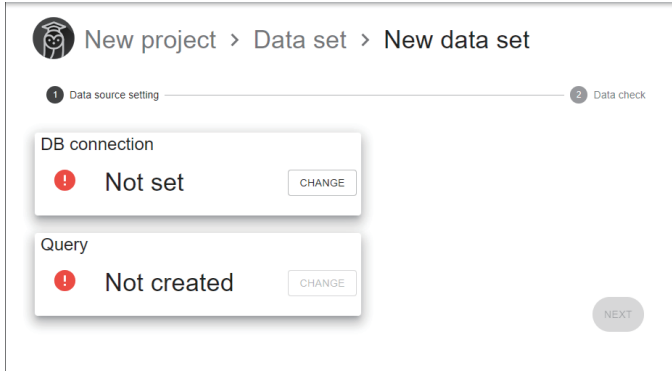 New project > Data set > New data set
1 Data source setting
2 Data check
DB connection
! Not set CHANGE
Query
! Not created CHANGE
NEXT